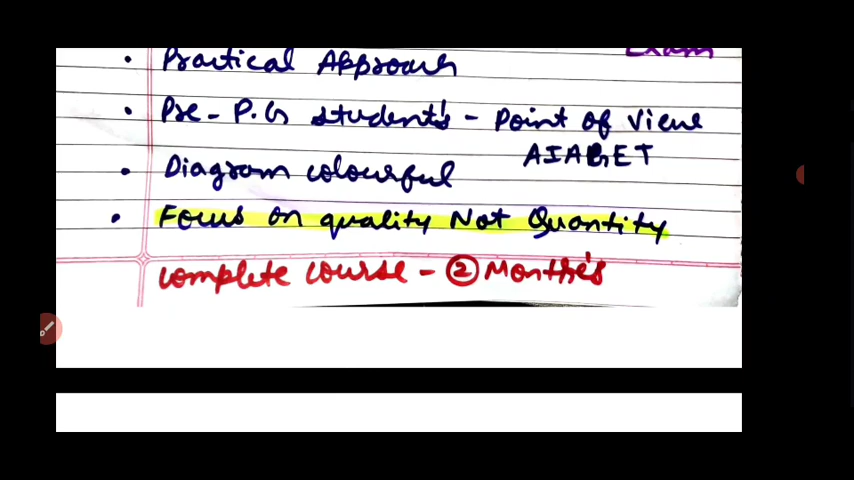 Exam
• Practical Approach
• Pre-P.G students's - Point of View
AIAPGET
• Diagram colourful
• Focus on quality Not Quantity
complete course - ② Months's